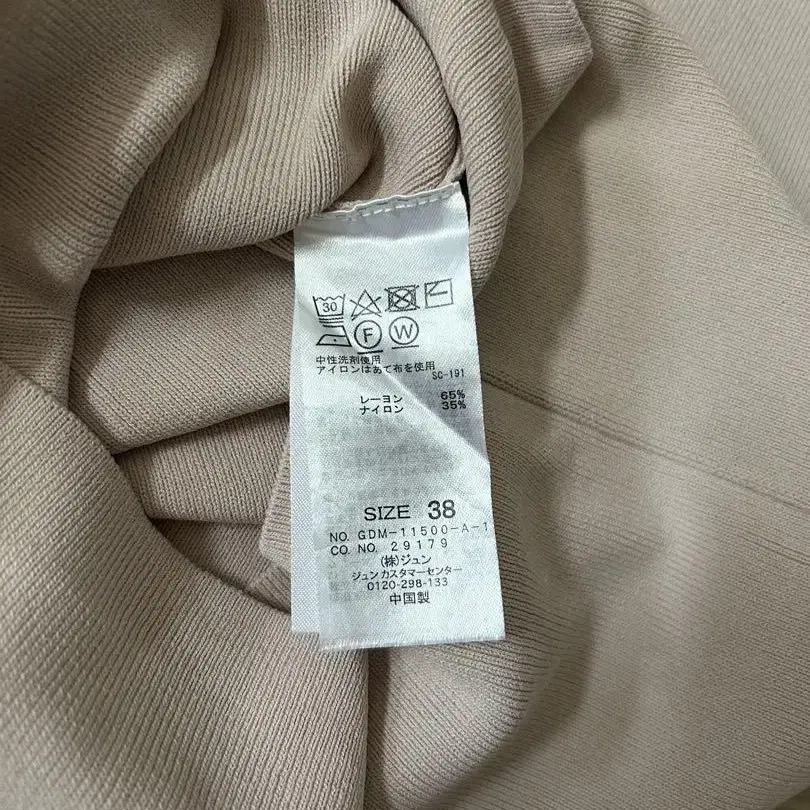 30
F W
中性洗剤使用
アイロンはあて布を使用
SC-191
レーヨン 65%
ナイロン 35%
SIZE 38
NO. GDM-11500-A-1
CO. NO. 29179
(株)ジュン
ジュンカスタマーセンター
0120-298-133
中国製